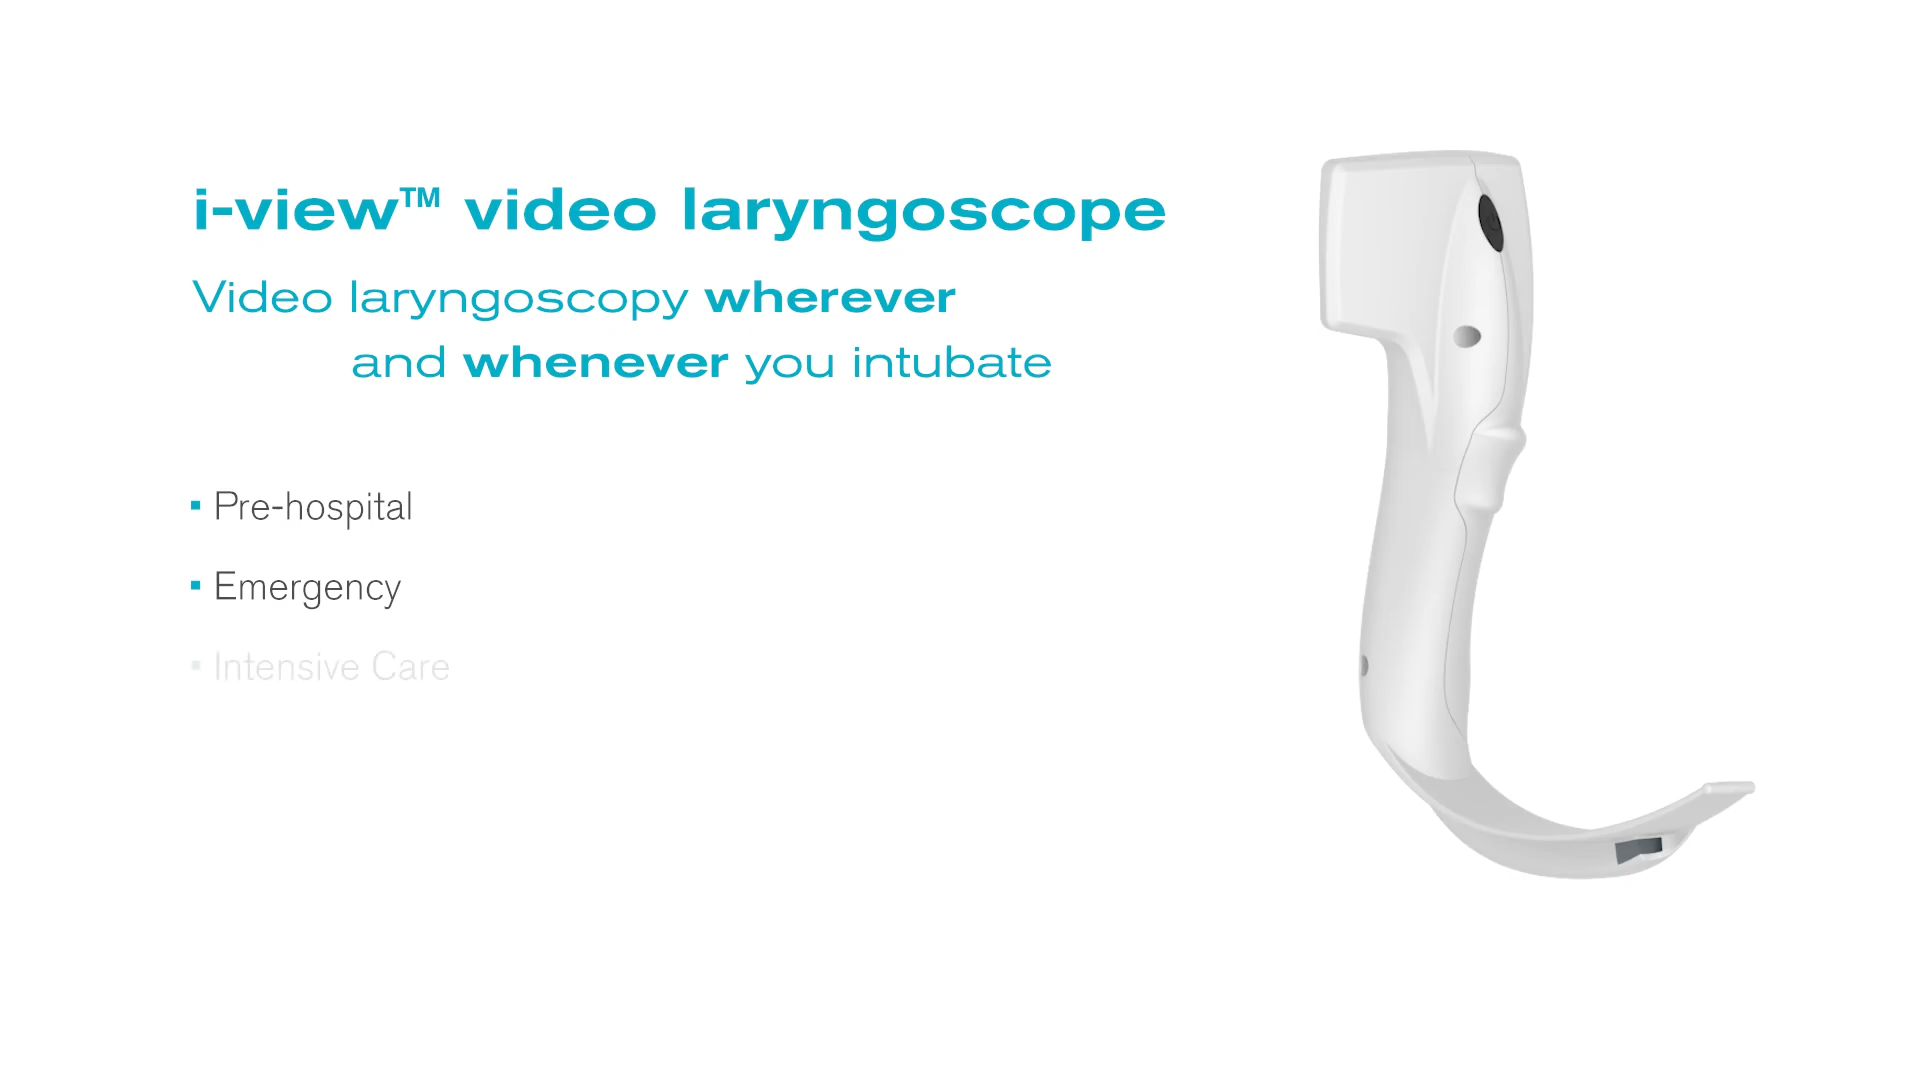 i-view™ video laryngoscope
Video laryngoscopy wherever
and whenever you intubate
▪ Pre-hospital
▪ Emergency
▪ Intensive Care